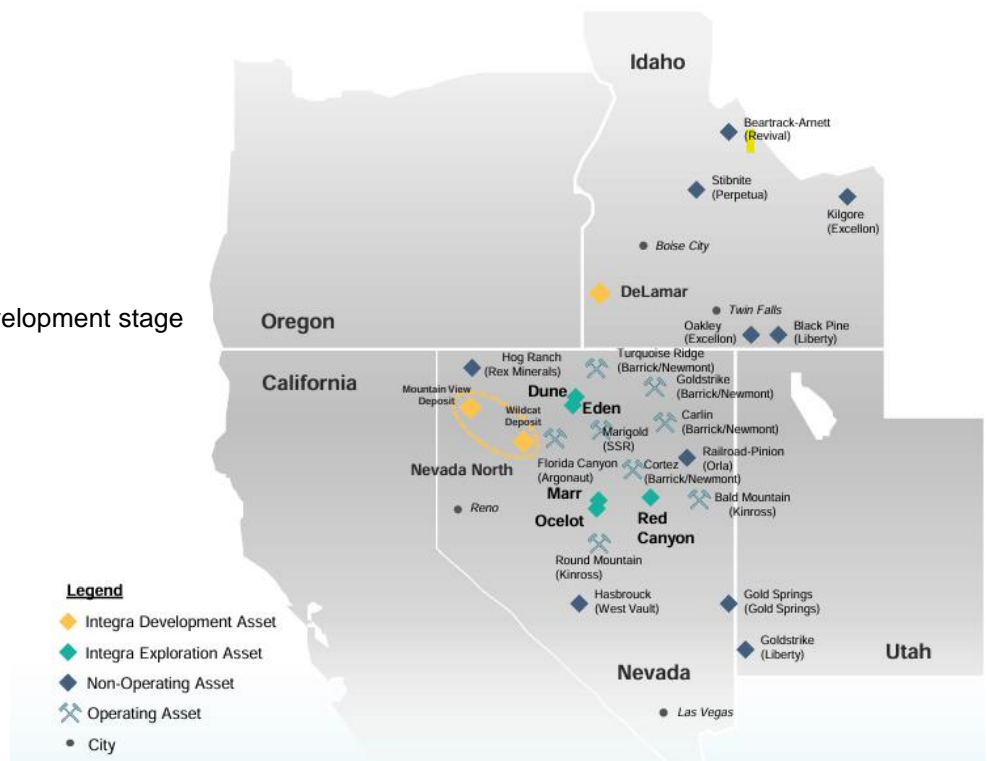 Idaho
Beartrack-Arnett
(Revival)
Stibnite
(Perpetua)
Kilgore
(Excellon)
Boise City
DeLamar
velopment stage
Oregon
Twin Falls
Oakley
(Excellon)
Black Pine
(Liberty)
California
Hog Ranch
(Rex Minerals)
Turquoise Ridge
(Barrick/Newmont)
Goldstrike
(Barrick/Newmont)
Mountain View
Deposit
Dune
Eden
Wildcat
Deposit
Carlin
(Barrick/Newmont)
Marigold
(SSR)
Railroad-Pinion
(Orla)
Nevada North
Florida Canyon
(Argonaut)
Cortez
(Barrick/Newmont)
Marr
Ocelot
Reno
Red
Canyon
Bald Mountain
(Kinross)
Round Mountain
(Kinross)
Hasbrouck
(West Vault)
Gold Springs
(Gold Springs)
Goldstrike
(Liberty)
Utah
Nevada
Las Vegas
Legend
Integra Development Asset
Integra Exploration Asset
Non-Operating Asset
Operating Asset
City